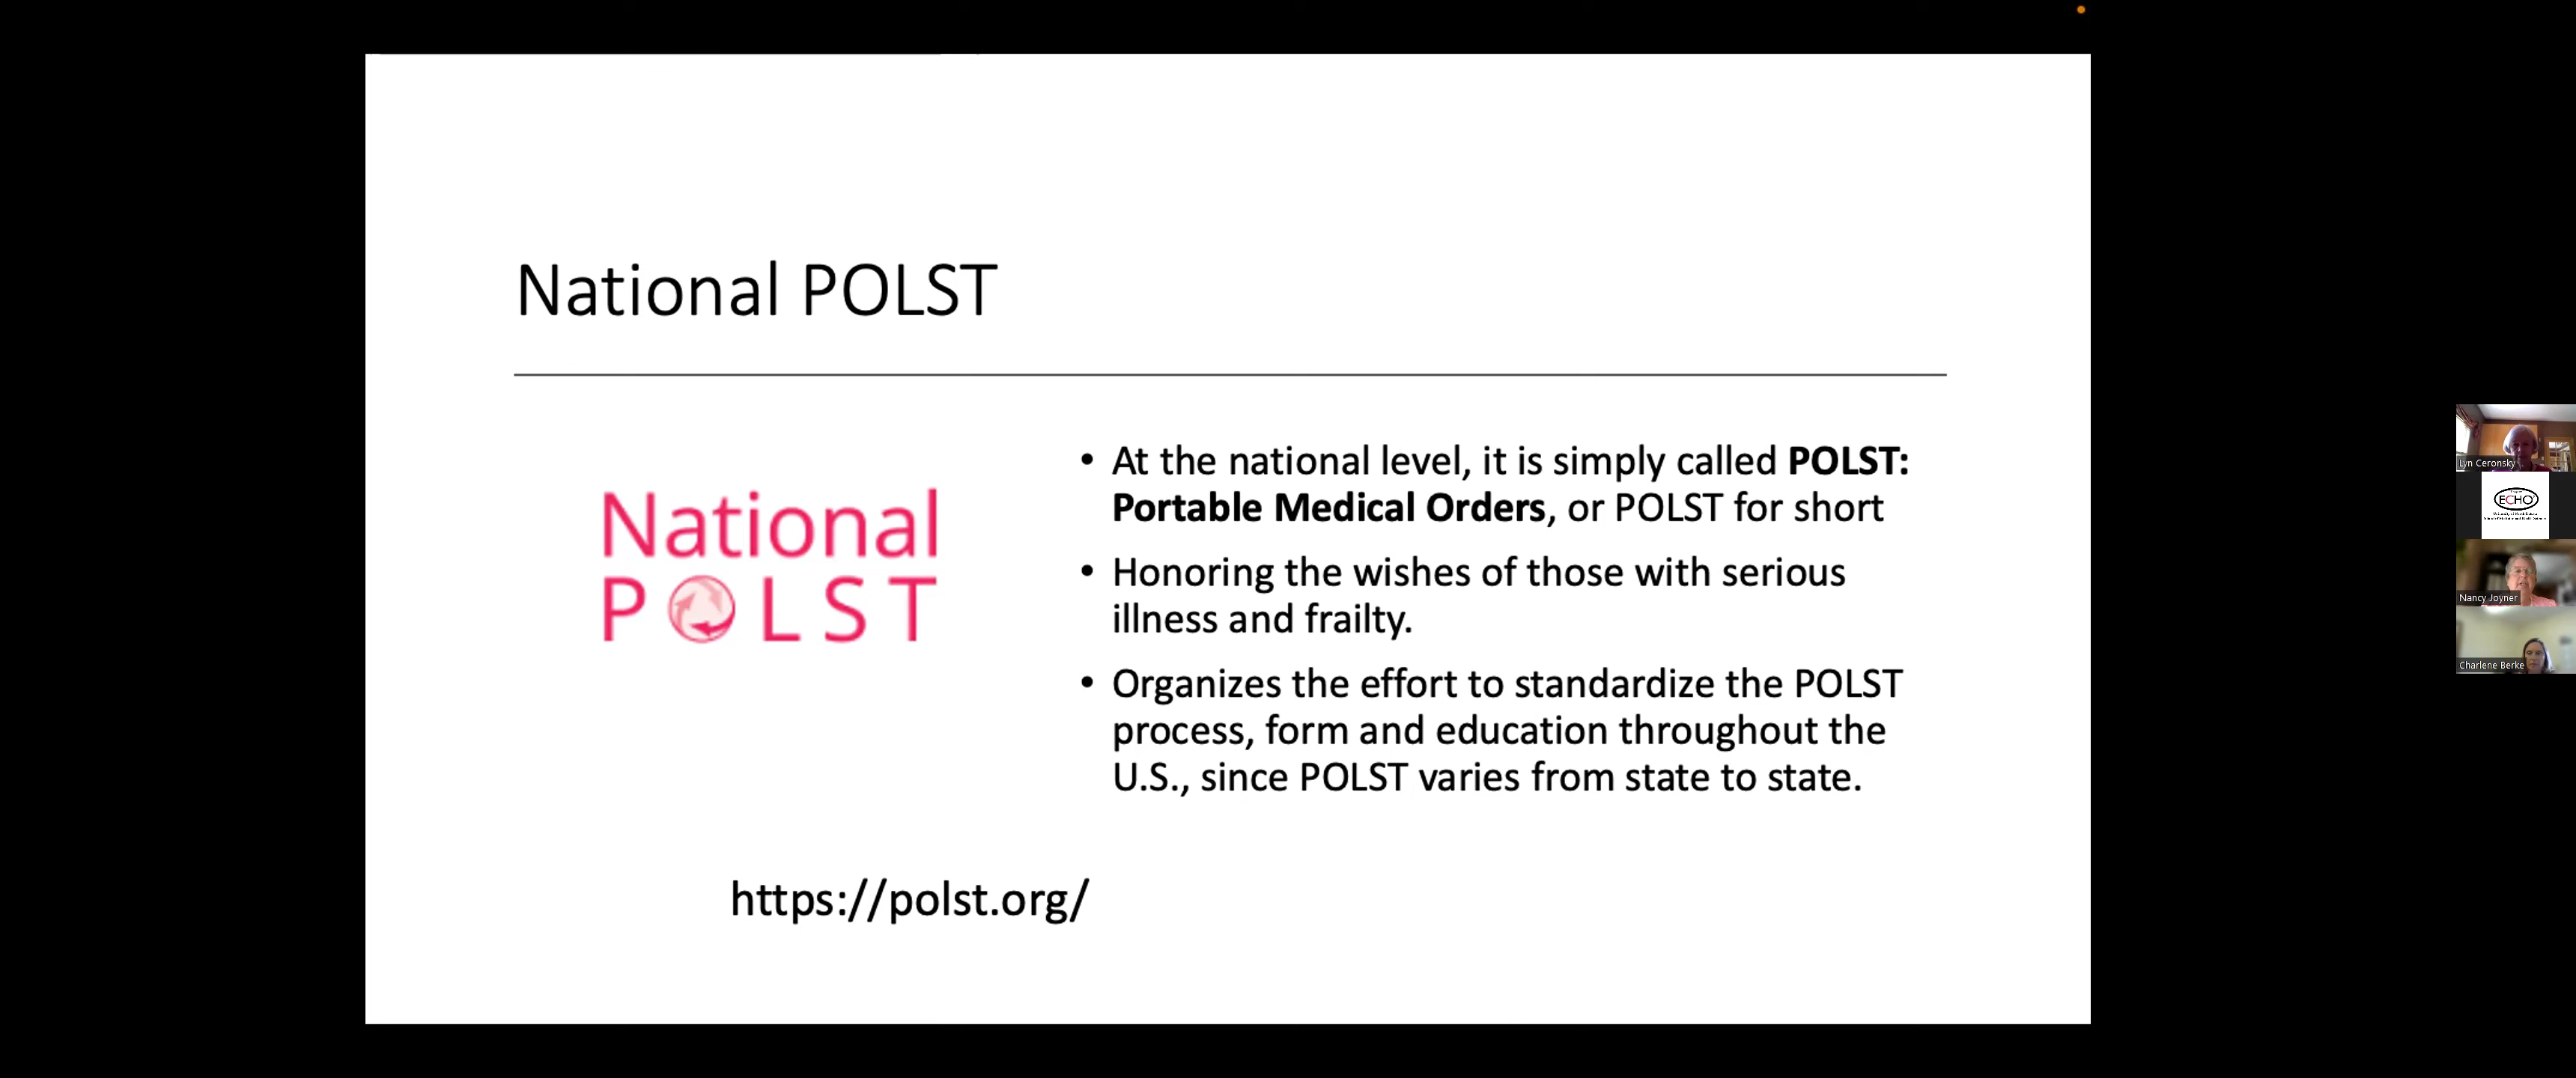 National POLST
National
POLST
• At the national level, it is simply called POLST:
Portable Medical Orders, or POLST for short
• Honoring the wishes of those with serious
illness and frailty.
• Organizes the effort to standardize the POLST
process, form and education throughout the
U.S., since POLST varies from state to state.
https://polst.org/
Lyn Ceronsky
ECHO
Nancy Joyner
Charlene Berke